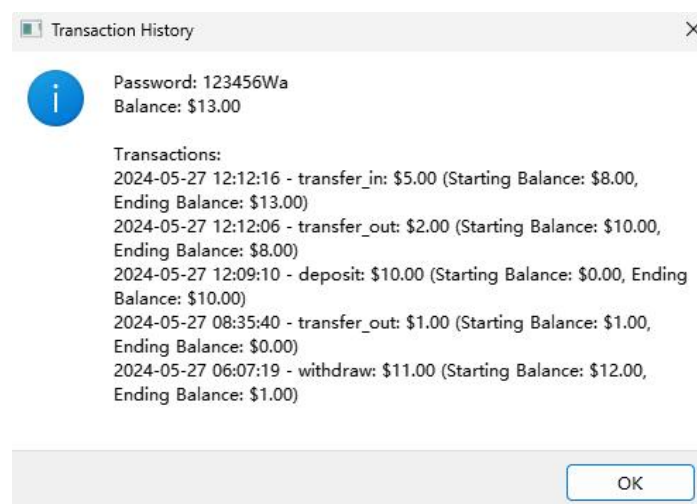 Transaction History
Password: 123456Wa
Balance: $13.00
Transactions:
2024-05-27 12:12:16 - transfer_in: $5.00 (Starting Balance: $8.00,
Ending Balance: $13.00)
2024-05-27 12:12:06 - transfer_out: $2.00 (Starting Balance: $10.00,
Ending Balance: $8.00)
2024-05-27 12:09:10 - deposit: $10.00 (Starting Balance: $0.00, Ending
Balance: $10.00)
2024-05-27 08:35:40 - transfer_out: $1.00 (Starting Balance: $1.00,
Ending Balance: $0.00)
2024-05-27 06:07:19 - withdraw: $11.00 (Starting Balance: $12.00,
Ending Balance: $1.00)
OK